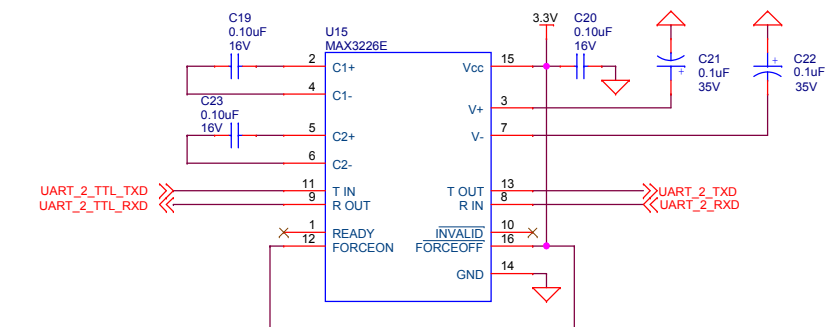 C19
0.10uF
16V
U15
MAX3226E
3.3V
C20
0.10uF
16V
C21
0.1uF
35V
+
C22
0.1uF
35V
+
2 C1+
4 C1-
C23
0.10uF
16V
5 C2+
6 C2-
Vcc 15
V+ 3
V- 7
UART_2_TTL_TXD 11 T IN
UART_2_TTL_RXD 9 R OUT
T OUT 13 UART_2_TXD
R IN 8 UART_2_RXD
1 READY
12 FORCEON
INVALID 10
FORCEOFF 16
GND 14